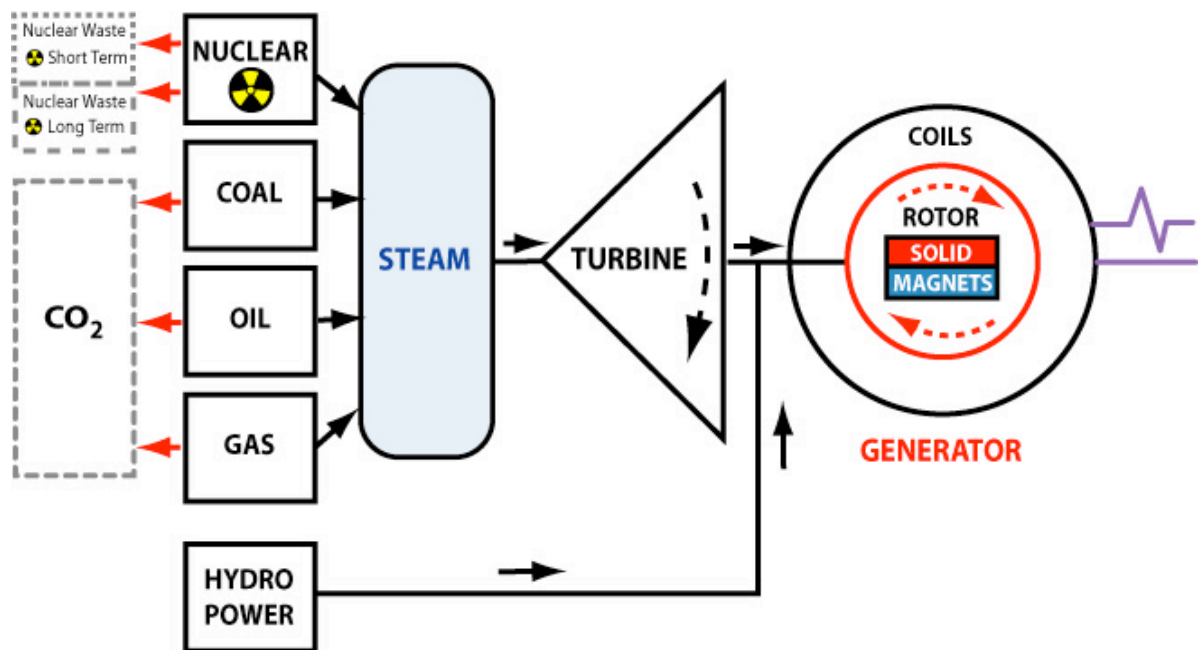 Nuclear Waste
Short Term
Nuclear Waste
Long Term
NUCLEAR
COAL
OIL
GAS
CO₂
HYDRO
POWER
STEAM
TURBINE
COILS
ROTOR
SOLID
MAGNETS
GENERATOR